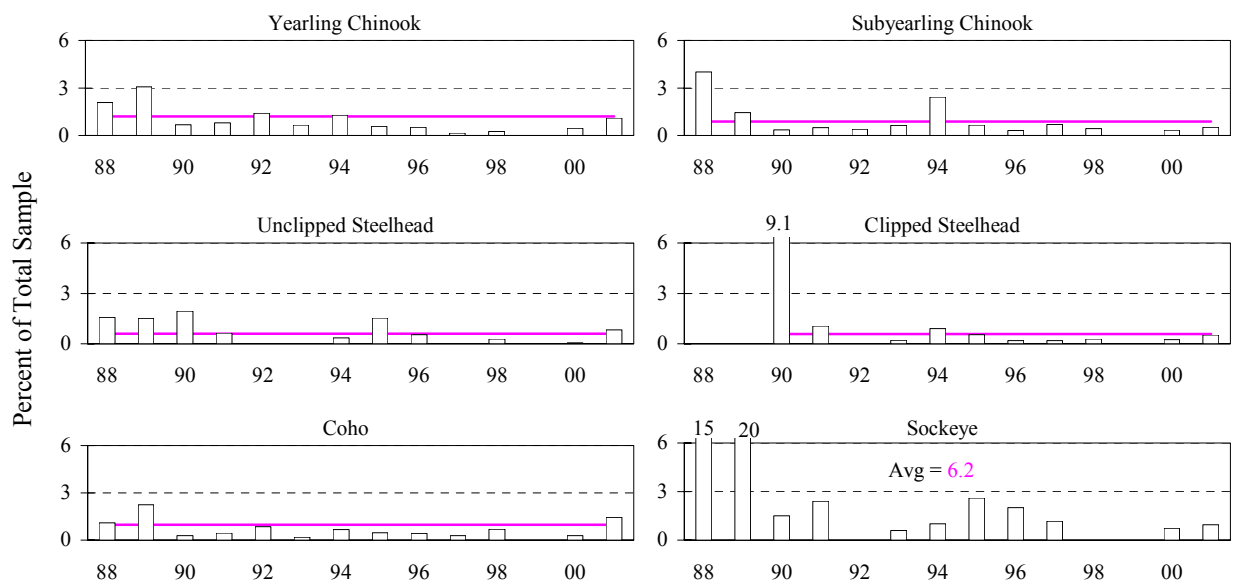 Percent of Total Sample
Yearling Chinook
6
3
0
88 90 92 94 96 98 00
Subyearling Chinook
6
3
0
88 90 92 94 96 98 00
Unclipped Steelhead
6
3
0
88 90 92 94 96 98 00
Clipped Steelhead
9.1
6
3
0
88 90 92 94 96 98 00
Coho
6
3
0
88 90 92 94 96 98 00
Sockeye
15 20
6
Avg = 6.2
3
0
88 90 92 94 96 98 00